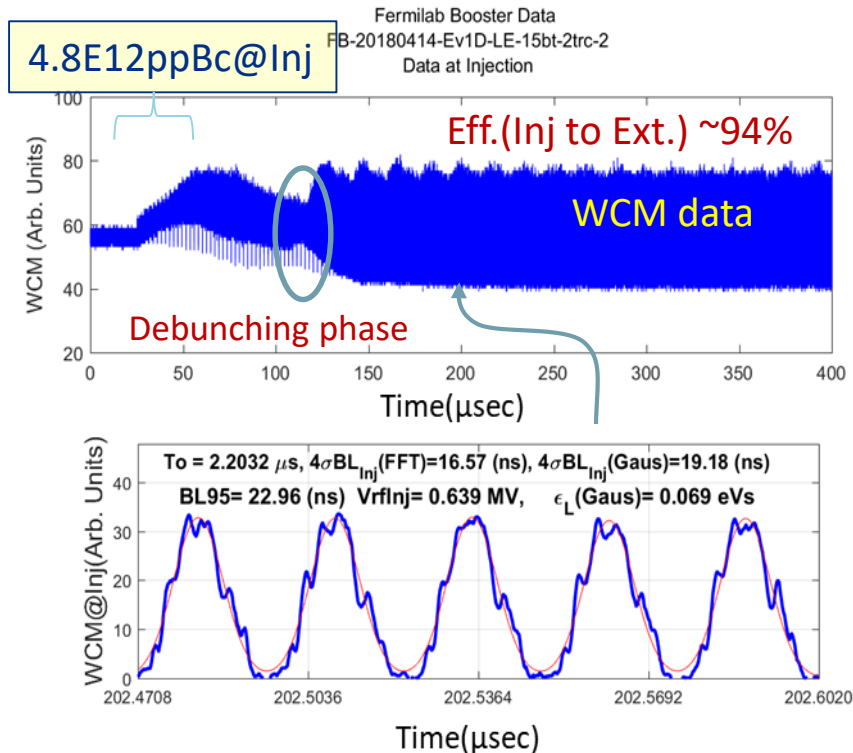 Fermilab Booster Data
FB-20180414-Ev1D-LE-15bt-2trc-2
Data at Injection
4.8E12ppBc@Inj
Eff.(Inj to Ext.) ~94%
WCM data
Debunching phase
WCM (Arb. Units)
100
80
60
40
20
0 50 100 150 200 250 300 350 400
Time(μsec)
To = 2.2032 μs, 4σBL_Inj(FFT)=16.57 (ns), 4σBL_Inj(Gaus)=19.18 (ns)
BL95= 22.96 (ns) VrfInj= 0.639 MV, ϵ_L(Gaus)= 0.069 eVs
WCM@Inj(Arb. Units)
40
30
20
10
0
202.4708 202.5036 202.5364 202.5692 202.6020
Time(μsec)